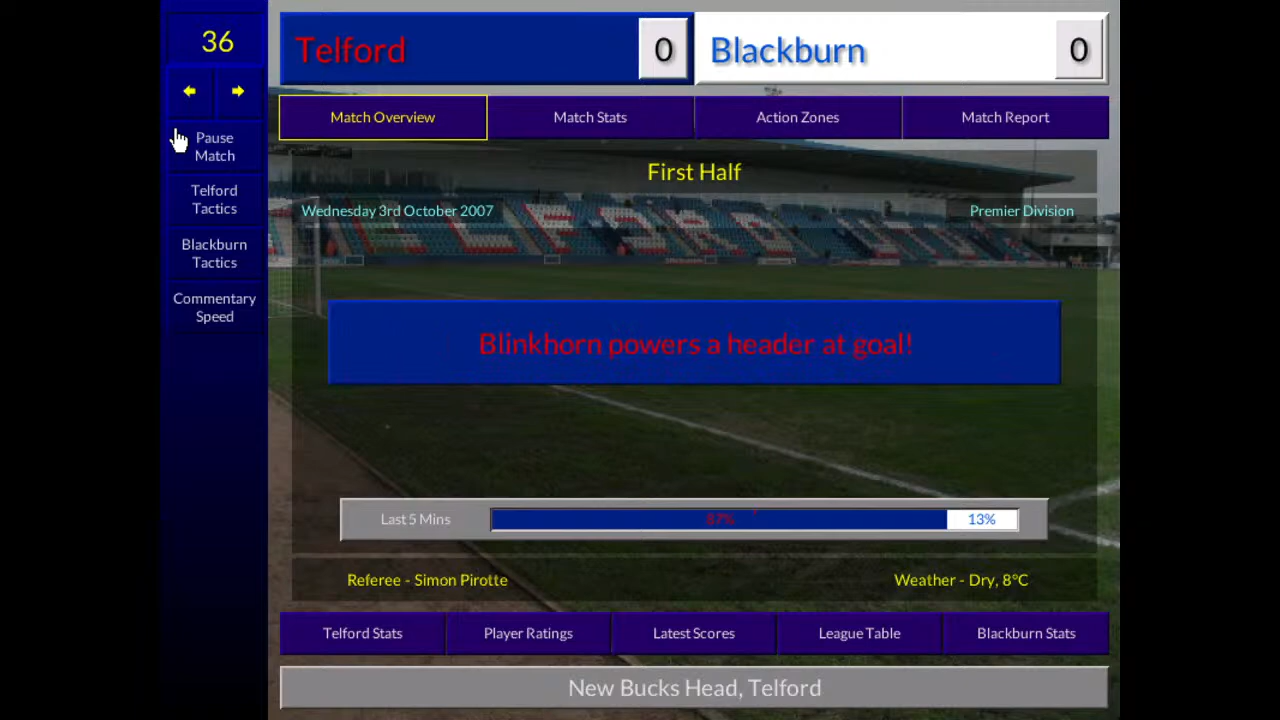 36
Telford 0 Blackburn 0
Match Overview Match Stats Action Zones Match Report
Pause
Match
Telford
Tactics
Blackburn
Tactics
Commentary
Speed
First Half
Wednesday 3rd October 2007 Premier Division
Blinkhorn powers a header at goal!
Last 5 Mins 87% 13%
Referee - Simon Pirotte Weather - Dry, 8°C
Telford Stats Player Ratings Latest Scores League Table Blackburn Stats
New Bucks Head, Telford